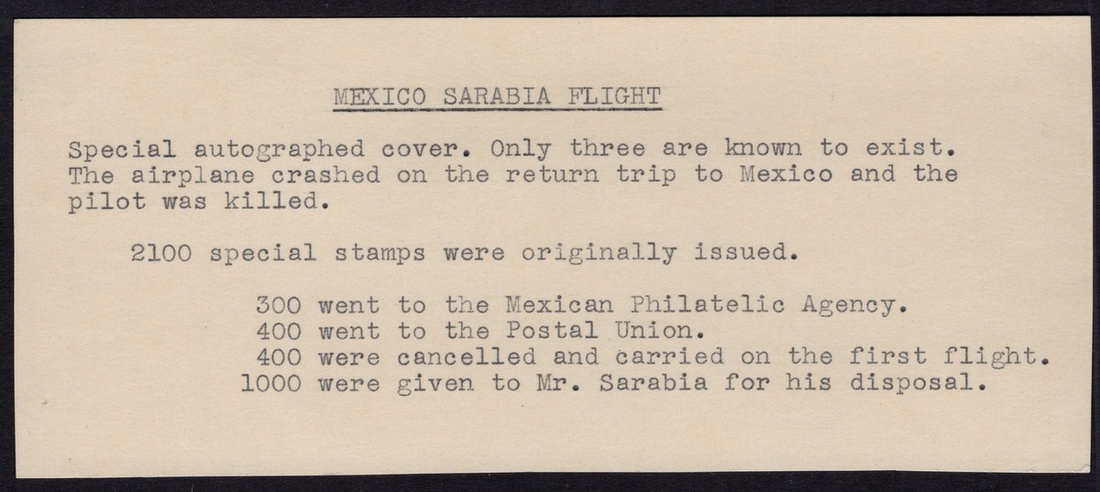 MEXICO SARABIA FLIGHT
Special autographed cover. Only three are known to exist.
The airplane crashed on the return trip to Mexico and the
pilot was killed.
2100 special stamps were originally issued.
300 went to the Mexican Philatelic Agency.
400 went to the Postal Union.
400 were cancelled and carried on the first flight.
1000 were given to Mr. Sarabia for his disposal.